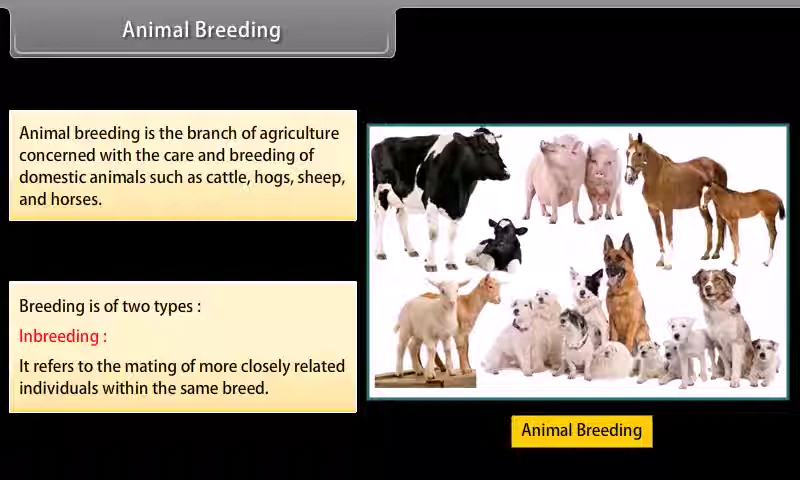 Animal Breeding
Animal breeding is the branch of agriculture
concerned with the care and breeding of
domestic animals such as cattle, hogs, sheep,
and horses.
Breeding is of two types :
Inbreeding :
It refers to the mating of more closely related
individuals within the same breed.
Animal Breeding